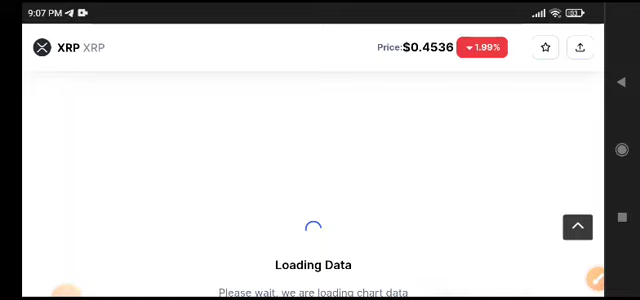 9:07 PM
XRP XRP Price:$0.4536 1.99%
Loading Data
Please wait, we are loading chart data